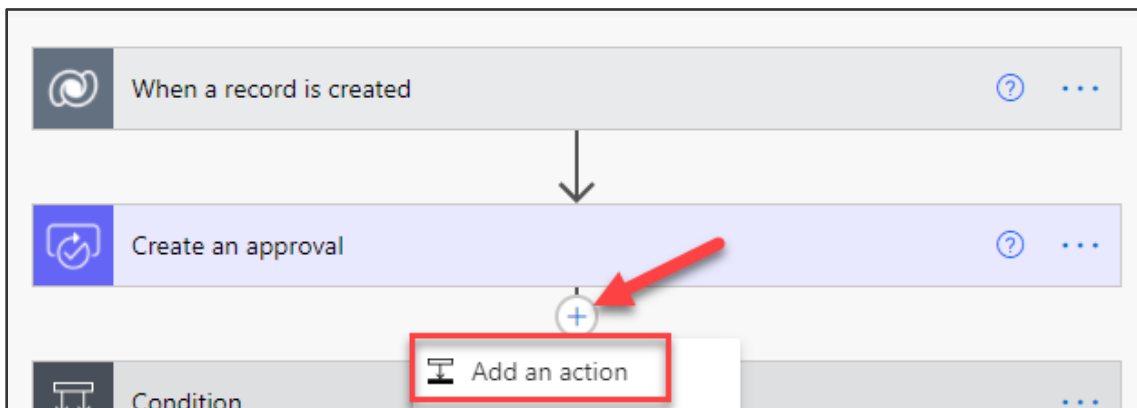 When a record is created
Create an approval
Add an action
Condition